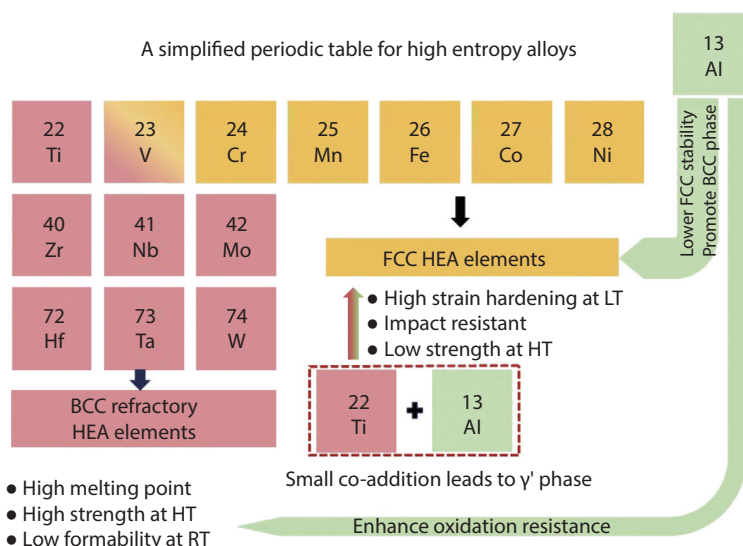 A simplified periodic table for high entropy alloys
13
Al
22
Ti
23
V
24
Cr
25
Mn
26
Fe
27
Co
28
Ni
Lower FCC stability
Promote BCC phase
40
Zr
41
Nb
42
Mo
FCC HEA elements
72
Hf
73
Ta
74
W
● High strain hardening at LT
● Impact resistant
● Low strength at HT
BCC refractory
HEA elements
22
Ti
+
13
Al
Small co-addition leads to γ' phase
● High melting point
● High strength at HT
● Low formability at RT
Enhance oxidation resistance